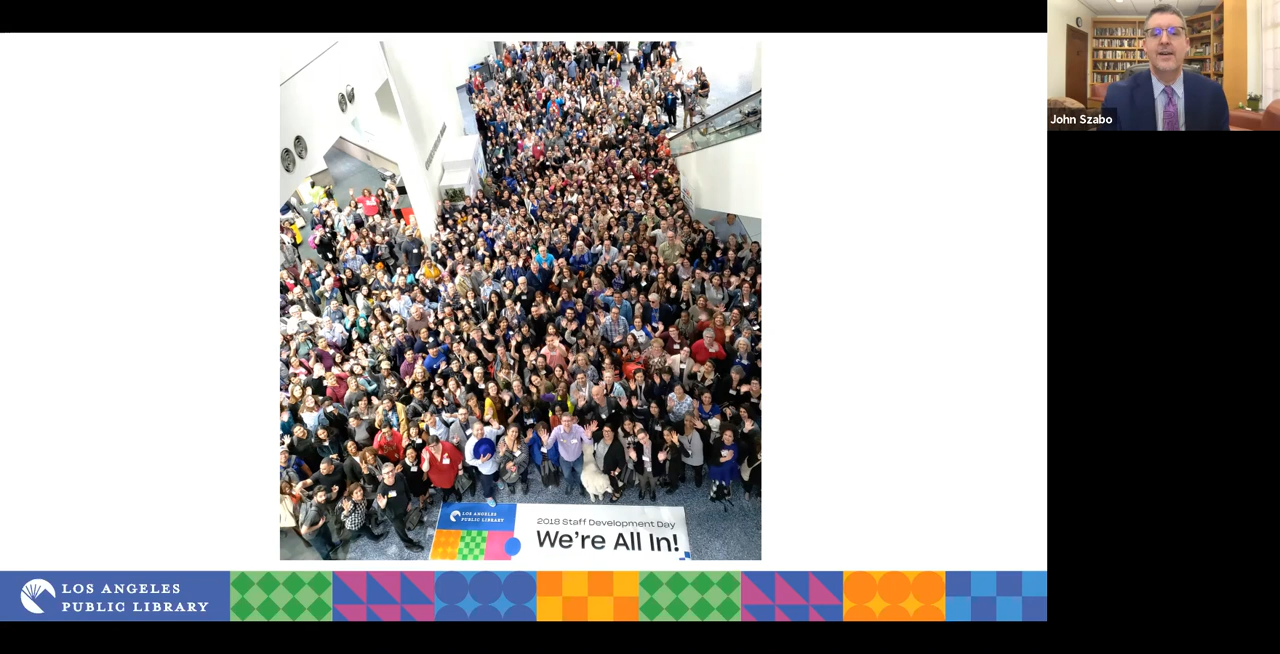 John Szabo
LOS ANGELES
PUBLIC LIBRARY
2018 Staff Development Day
We're All In!
LOS ANGELES
PUBLIC LIBRARY